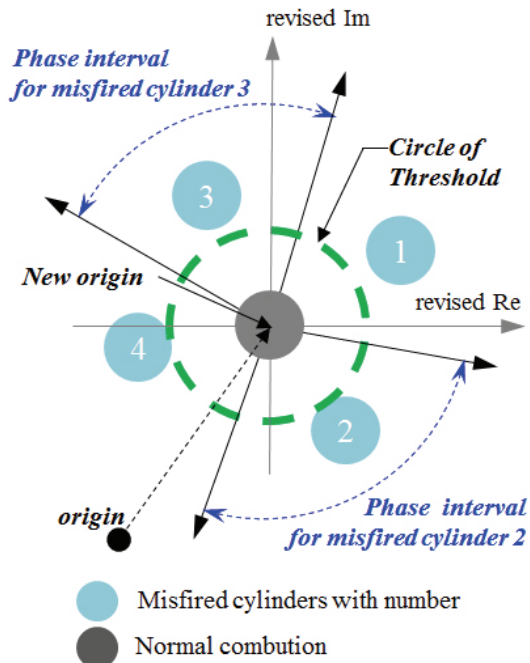 revised Im
Phase interval
for misfired cylinder 3
Circle of
Threshold
3
1
New origin
revised Re
4
2
origin
Phase interval
for misfired cylinder 2
Misfired cylinders with number
Normal combution